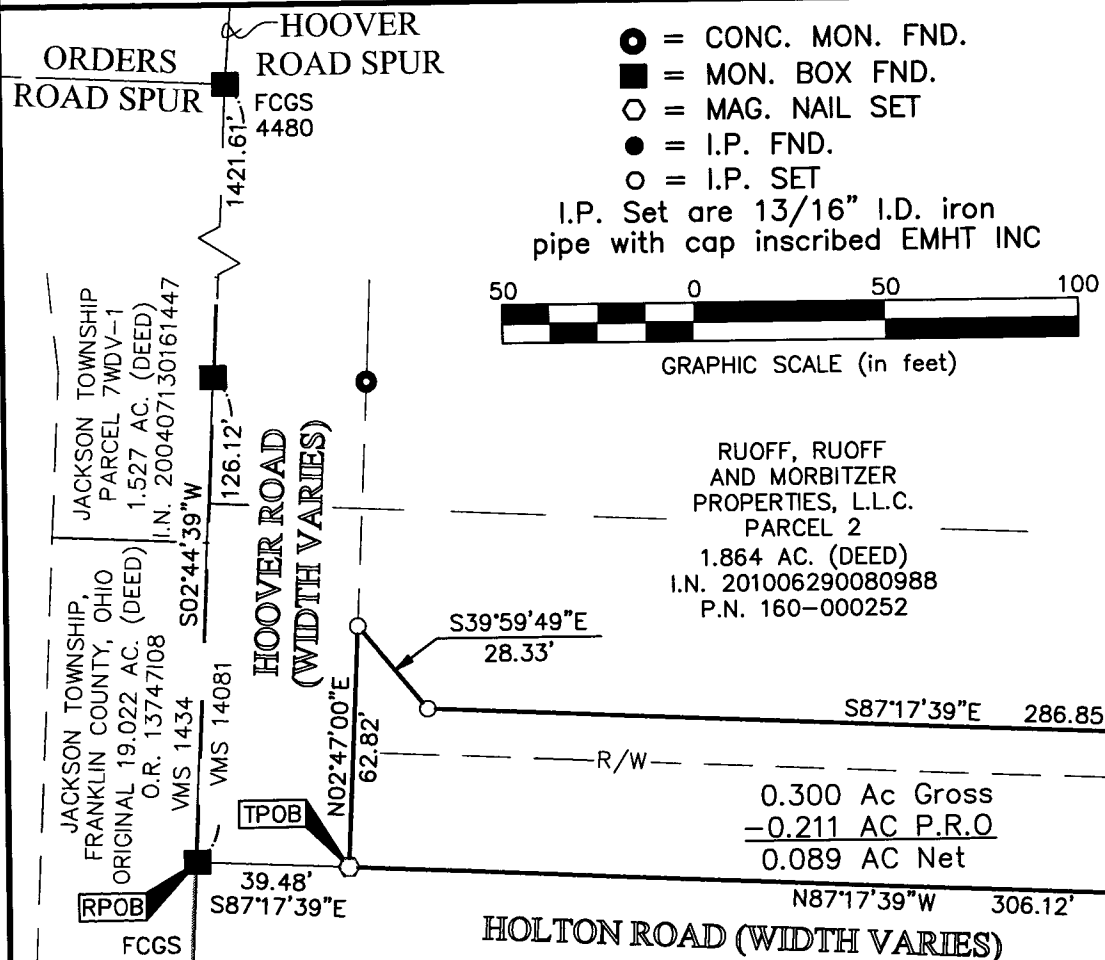 HOOVER
ROAD SPUR
ORDERS
ROAD SPUR
FCGS
4480
1421.61'
= CONC. MON. FND.
= MON. BOX FND.
= MAG. NAIL SET
= I.P. FND.
= I.P. SET
I.P. Set are 13/16" I.D. iron
pipe with cap inscribed EMHT INC
50 0 50 100
GRAPHIC SCALE (in feet)
JACKSON TOWNSHIP
PARCEL 7WDV-1
1.527 AC. (DEED)
I.N. 200407130161447
126.12'
S02°44'39"W
HOOVER ROAD
(WIDTH VARIES)
RUOFF, RUOFF
AND MORBITZER
PROPERTIES, L.L.C.
PARCEL 2
1.864 AC. (DEED)
I.N. 201006290080988
P.N. 160-000252
JACKSON TOWNSHIP,
FRANKLIN COUNTY, OHIO
ORIGINAL 19.022 AC. (DEED)
O.R. 13747I08
VMS 1434
VMS 14081
S39°59'49"E
28.33'
N02°47'00"E
62.82'
S87°17'39"E 286.85
R/W
0.300 Ac Gross
-0.211 AC P.R.O
0.089 AC Net
TPOB
RPOB
39.48'
S87°17'39"E
N87°17'39"W 306.12'
FCGS
HOLTON ROAD (WIDTH VARIES)